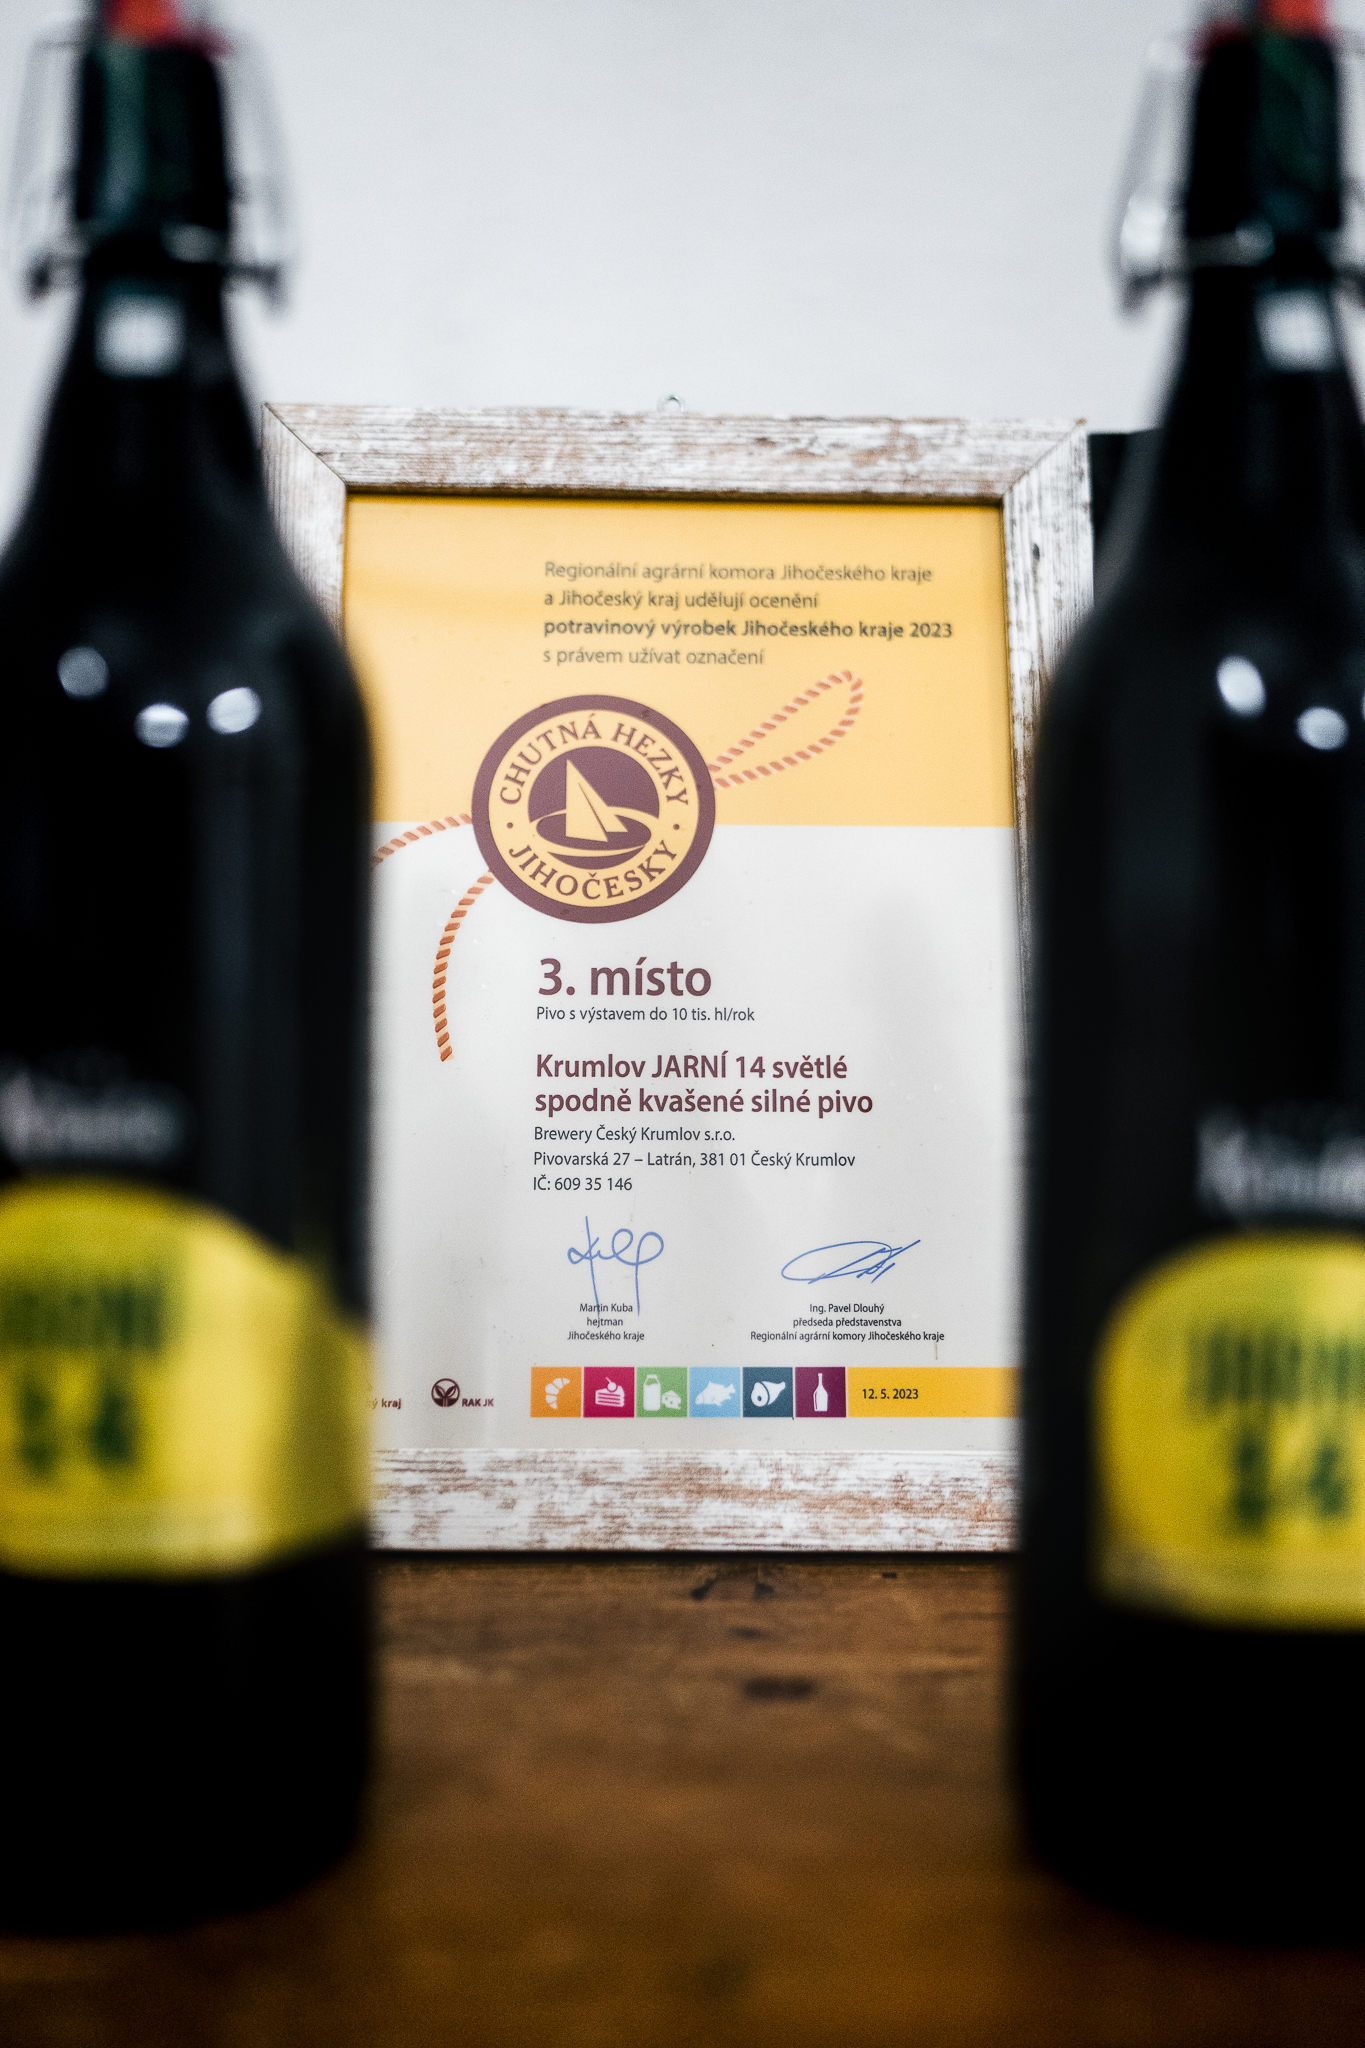 Regionální agrární komora Jihočeského kraje
a Jihočeský kraj udělují ocenění
potravinový výrobek Jihočeského kraje 2023
s právem užívat označení
CHUTNÁ HEZKY
JIHOČESKY
3. místo
Pivo s výstavem do 10 tis. hl/rok
Krumlov JARNÍ 14 světlé
spodně kvašené silné pivo
Brewery Český Krumlov s.r.o.
Pivovarská 27 – Latrán, 381 01 Český Krumlov
IČ: 609 35 146
Martin Kuba
hejtman
Jihočeského kraje
Ing. Pavel Dlouhý
předseda představenstva
Regionální agrární komory Jihočeského kraje
kraj
RAK JK
12. 5. 2023
14
14